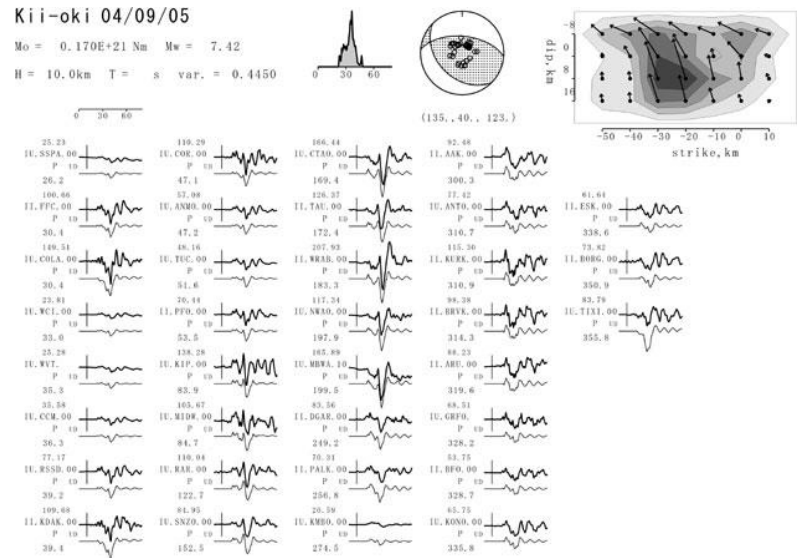 Kii-oki 04/09/05
Mo = 0.170E+21 Nm Mw = 7.42
H = 10.0km T = s var. = 0.4450
0 30 60
(135., 40., 123.)
dip,km
-8
0
8
16
-50 -40 -30 -20 -10 0 10
strike,km
0 30 60
25.23
IU.SSPA.00
P UD
26.2
100.66
II.FFC.00
P UD
30.4
149.51
IU.COLA.00
P UD
30.4
23.81
IU.WCI.00
P UD
33.0
25.28
IU.WVT.
P UD
35.3
35.58
IU.CCM.00
P UD
36.3
77.17
IU.RSSD.00
P UD
39.2
109.60
II.KDAK.00
P UD
39.4
110.29
IU.COR.00
P UD
47.1
57.08
IU.ANMO.00
P UD
47.2
48.16
IU.TUC.00
P UD
51.6
70.44
II.PFO.00
P UD
53.5
138.28
IU.KIP.00
P UD
83.9
105.67
IU.MIDW.00
P UD
84.7
110.94
IU.RAR.00
P UD
122.7
84.95
IU.SNZO.00
P UD
152.5
166.44
IU.CTAO.00
P UD
169.4
126.37
II.TAU.00
P UD
172.4
207.93
II.WRAB.00
P UD
183.3
117.34
IU.NWAO.00
P UD
197.9
165.89
IU.MBWA.10
P UD
199.5
83.56
II.DGAR.00
P UD
249.2
70.31
II.PALK.00
P UD
256.8
20.59
IU.KMBO.00
P UD
274.5
92.48
II.AAK.00
P UD
300.3
77.42
IU.ANTO.00
P UD
310.7
115.30
II.KURK.00
P UD
310.9
98.38
II.BRVK.00
P UD
314.3
88.23
II.ARU.00
P UD
319.6
68.51
IU.GRFO.
P UD
328.2
53.75
II.BFO.00
P UD
328.7
65.75
IU.KONO.00
P UD
335.8
61.64
II.ESK.00
P UD
338.6
73.82
II.BORG.00
P UD
350.9
83.79
IU.TIXI.00
P UD
355.8